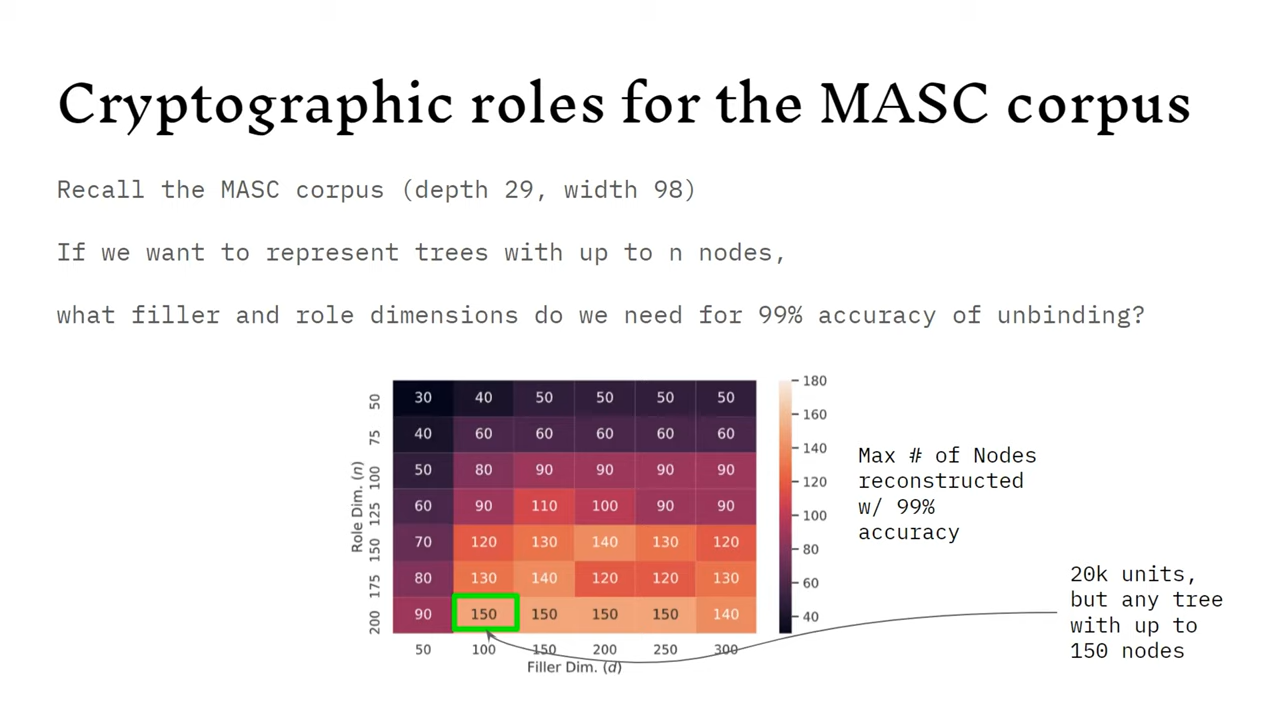 Cryptographic roles for the MASC corpus
Recall the MASC corpus (depth 29, width 98)
If we want to represent trees with up to n nodes,
what filler and role dimensions do we need for 99% accuracy of unbinding?
Role Dim. (n)
50 30 40 50 50 50 50
75 40 60 60 60 60 60
100 50 80 90 90 90 90
125 60 90 110 100 90 90
150 70 120 130 140 130 120
175 80 130 140 120 120 130
200 90 150 150 150 150 140
50 100 150 200 250 300
Filler Dim. (d)
180
160
140
120
100
80
60
40
Max # of Nodes
reconstructed
w/ 99%
accuracy
20k units,
but any tree
with up to
150 nodes